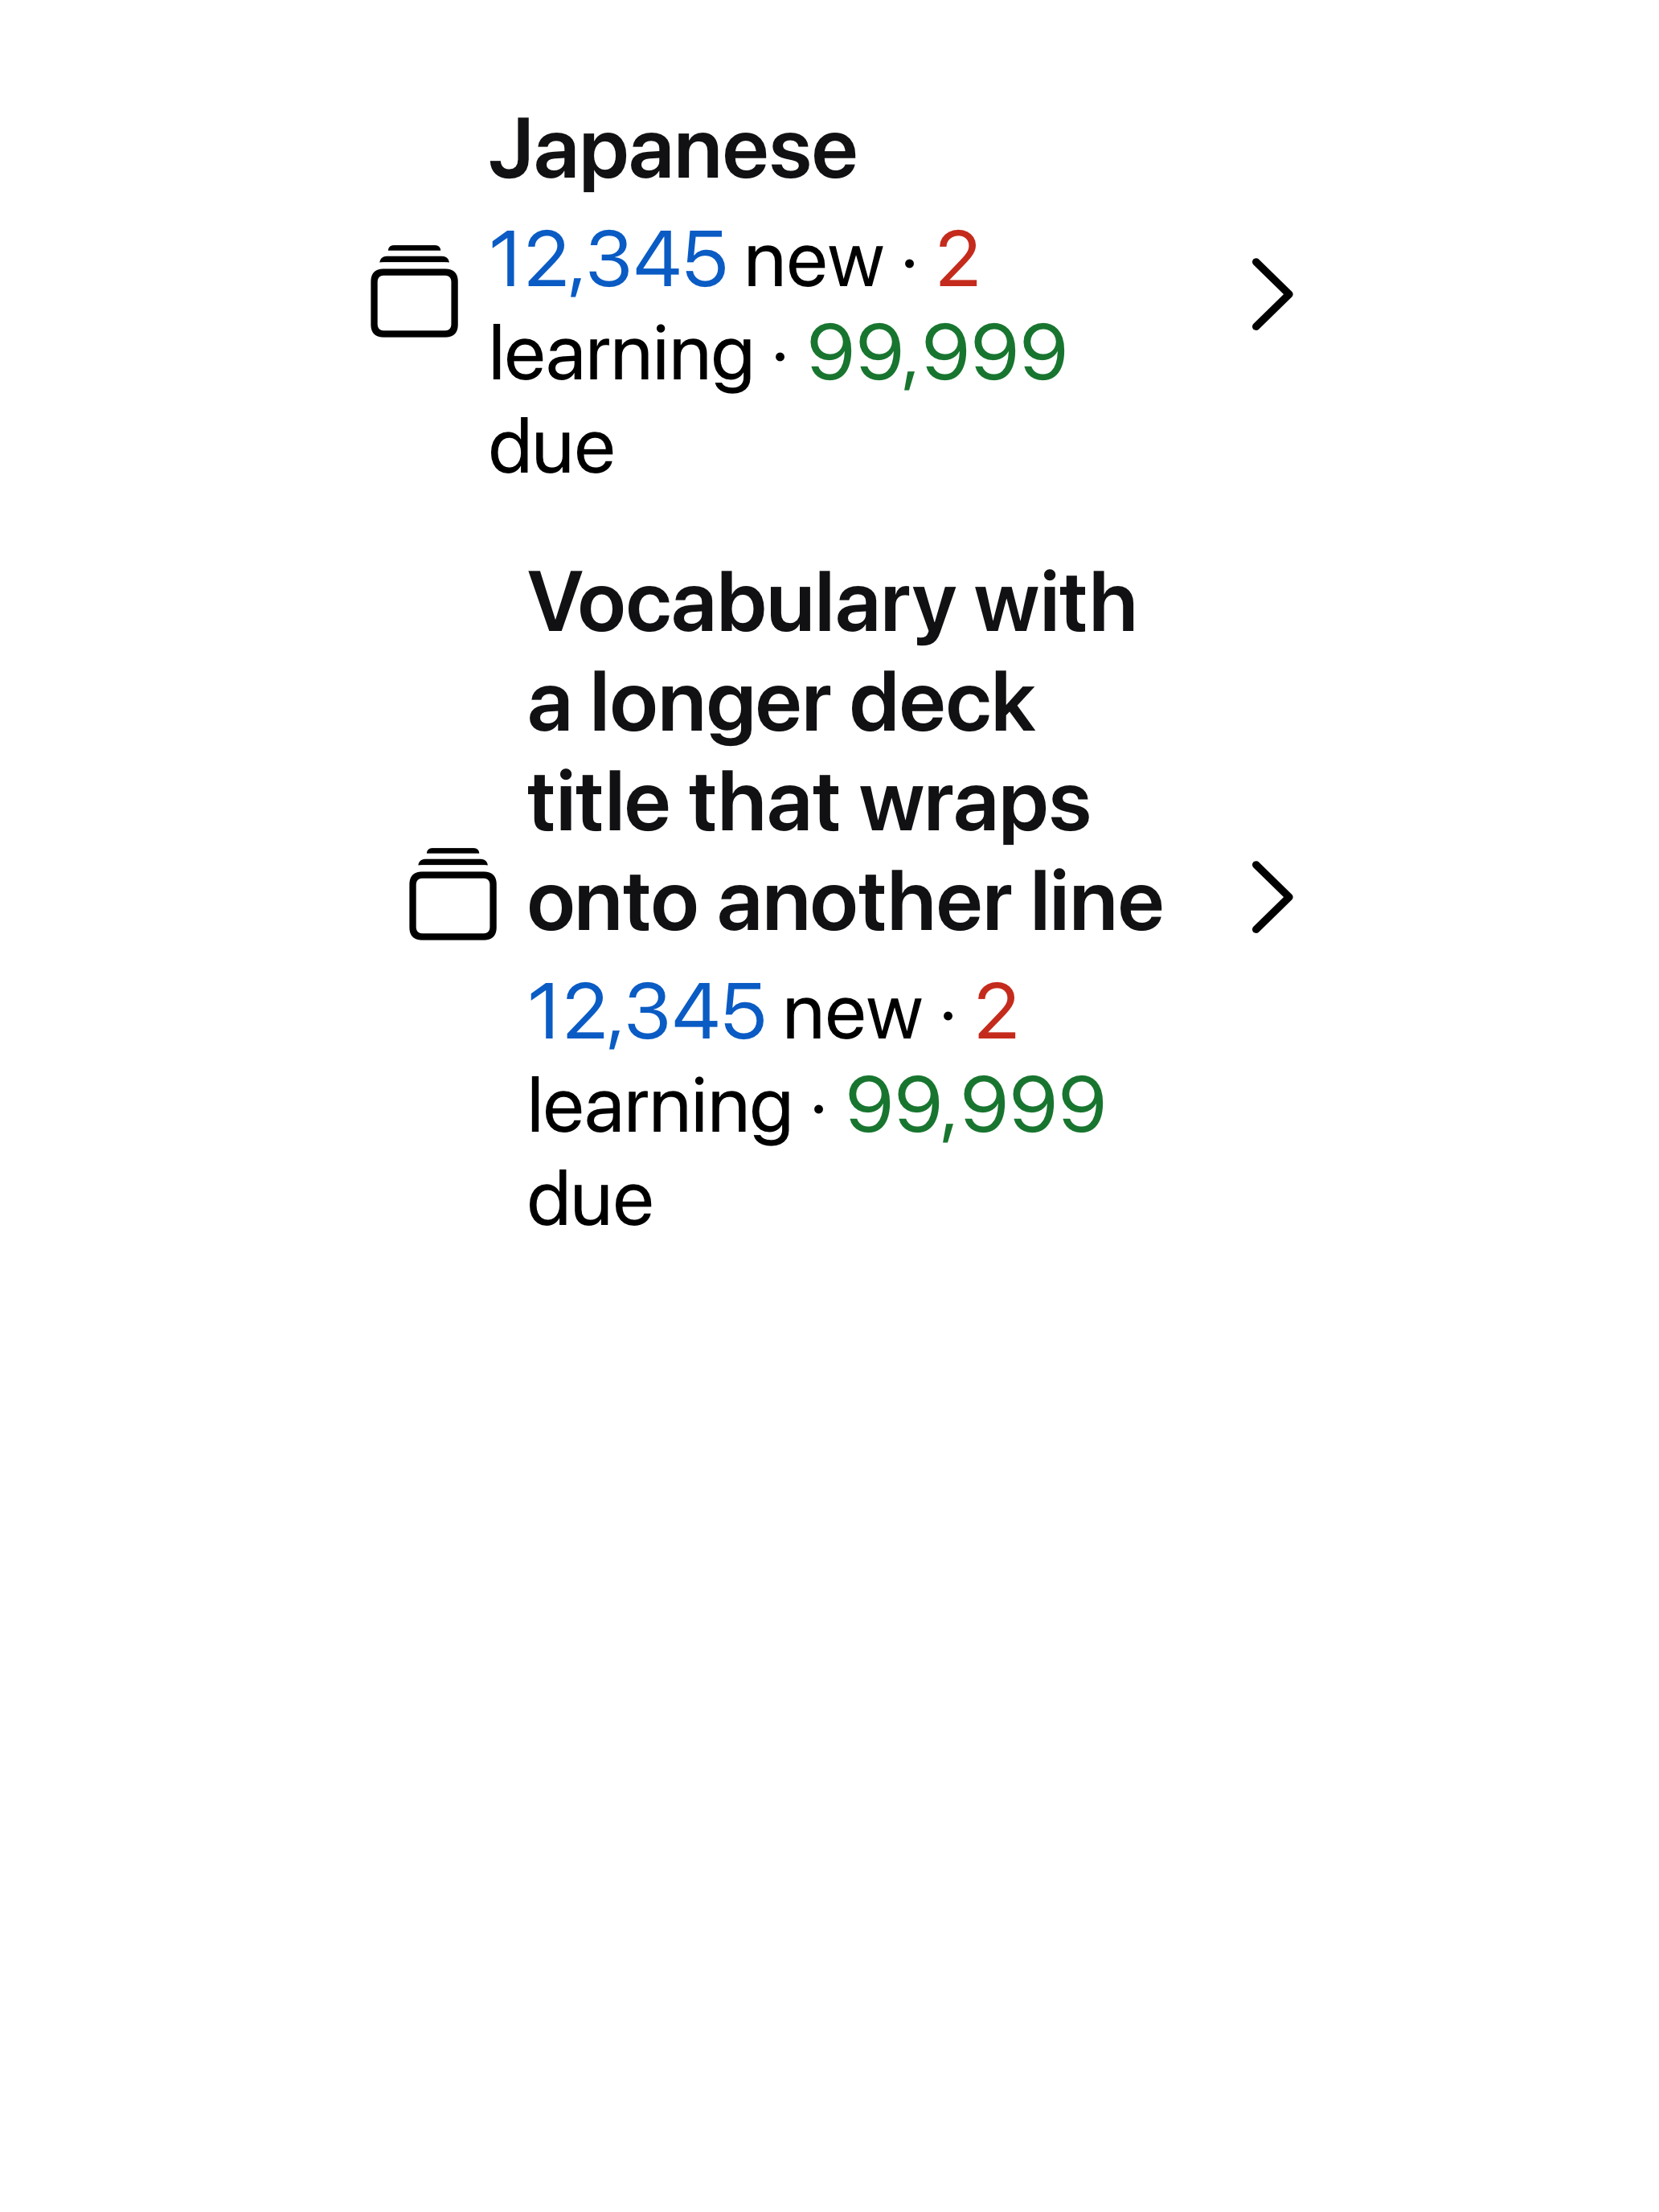 Japanese
12,345 new · 2
learning · 99,999
due
Vocabulary with
a longer deck
title that wraps
onto another line
12,345 new · 2
learning · 99,999
due